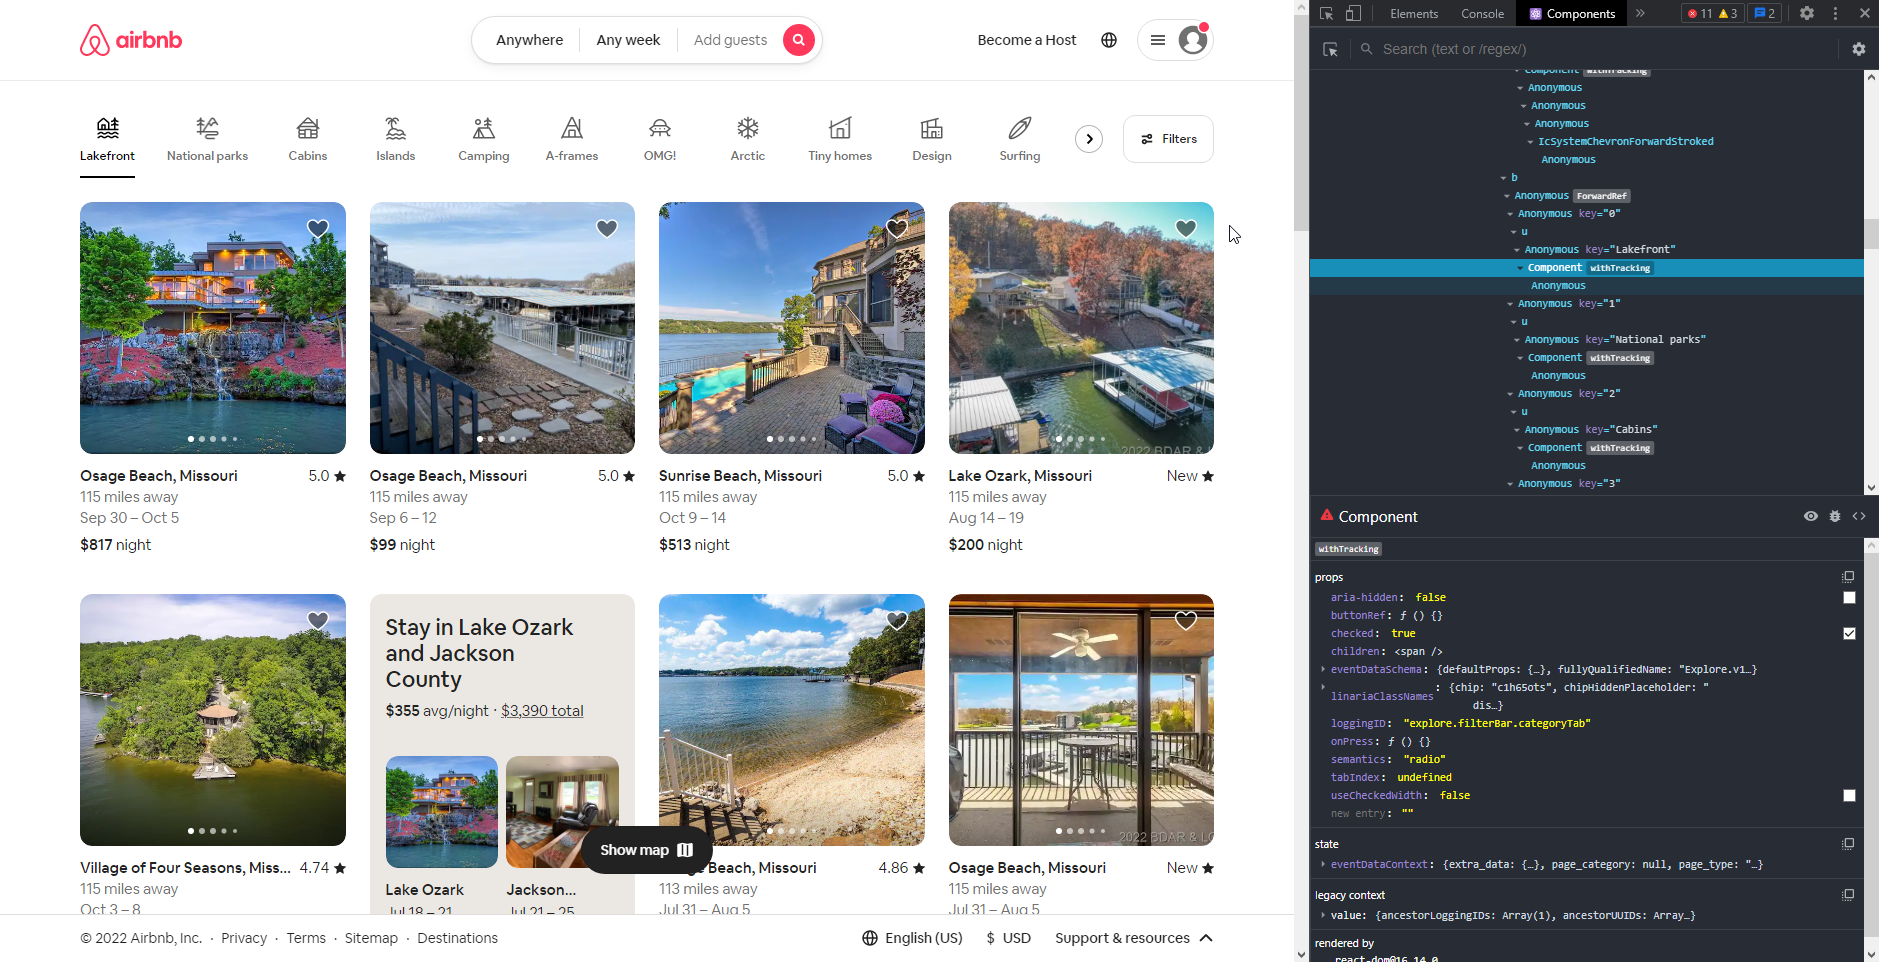 airbnb
Anywhere
Any week
Add guests
Become a Host
Lakefront
National parks
Cabins
Islands
Camping
A-frames
OMG!
Arctic
Tiny homes
Design
Surfing
Filters
Osage Beach, Missouri 5.0
115 miles away
Sep 30 – Oct 5
$817 night
Osage Beach, Missouri 5.0
115 miles away
Sep 6 – 12
$99 night
Sunrise Beach, Missouri 5.0
115 miles away
Oct 9 – 14
$513 night
2022 BDAR &
Lake Ozark, Missouri New
115 miles away
Aug 14 – 19
$200 night
Village of Four Seasons, Miss... 4.74
115 miles away
Oct 3 – 8
Stay in Lake Ozark
and Jackson
County
$355 avg/night · $3,390 total
Lake Ozark
Jul 18 – 21
Jackson...
Jul 21 – 25
Show map
Beach, Missouri 4.86
113 miles away
Jul 31 – Aug 5
2022 BDAR &
Osage Beach, Missouri New
115 miles away
Jul 31 – Aug 5
© 2022 Airbnb, Inc. · Privacy · Terms · Sitemap · Destinations
English (US)
$ USD
Support & resources
Elements
Console
Components
11
3
2
Search (text or /regex/)
Component withTracking
Anonymous
Anonymous
Anonymous
IcSystemChevronForwardStroked
Anonymous
b
Anonymous ForwardRef
Anonymous key="0"
u
Anonymous key="Lakefront"
Component withTracking
Anonymous
Anonymous key="1"
u
Anonymous key="National parks"
Component withTracking
Anonymous
Anonymous key="2"
u
Anonymous key="Cabins"
Component withTracking
Anonymous
Anonymous key="3"
Component
withTracking
props
aria-hidden: false
buttonRef: ƒ () {}
checked: true
children: <span />
eventDataSchema: {defaultProps: {…}, fullyQualifiedName: "Explore.v1…}
linariaClassNames: {chip: "c1h65ots", chipHiddenPlaceholder: "
dis…}
loggingID: "explore.filterBar.categoryTab"
onPress: ƒ () {}
semantics: "radio"
tabIndex: undefined
useCheckedWidth: false
new entry: ""
state
eventDataContext: {extra_data: {…}, page_category: null, page_type: "…}
legacy context
value: {ancestorLoggingIDs: Array(1), ancestorUUIDs: Array…}
rendered by
react-dom@16.14.0